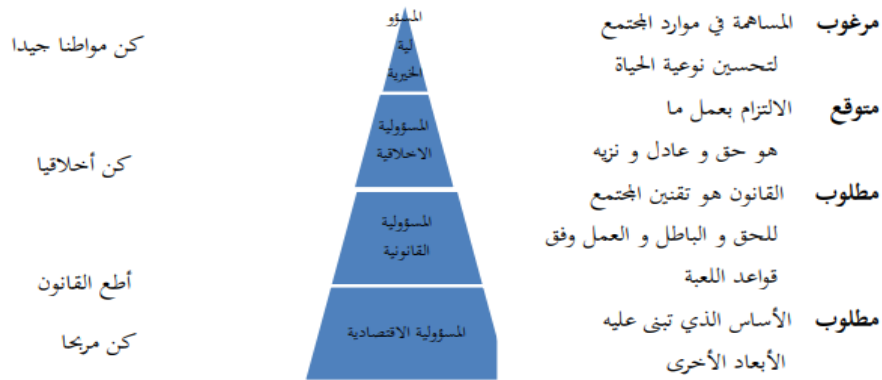 مرغوب المساهمة في موارد المجتمع
لتحسين نوعية الحياة
متوقع الالتزام بعمل ما
هو حق و عادل و نزيه
مطلوب القانون هو تقنين المجتمع
للحق و الباطل و العمل وفق
قواعد اللعبة
مطلوب الأساس الذي تبنى عليه
الأبعاد الأخرى
المسؤو
لية
الخيرية
المسؤولية
الاخلاقية
المسؤولية
القانونية
المسؤولية الاقتصادية
كن مواطنا جيدا
كن أخلاقيا
أطع القانون
كن مربحا